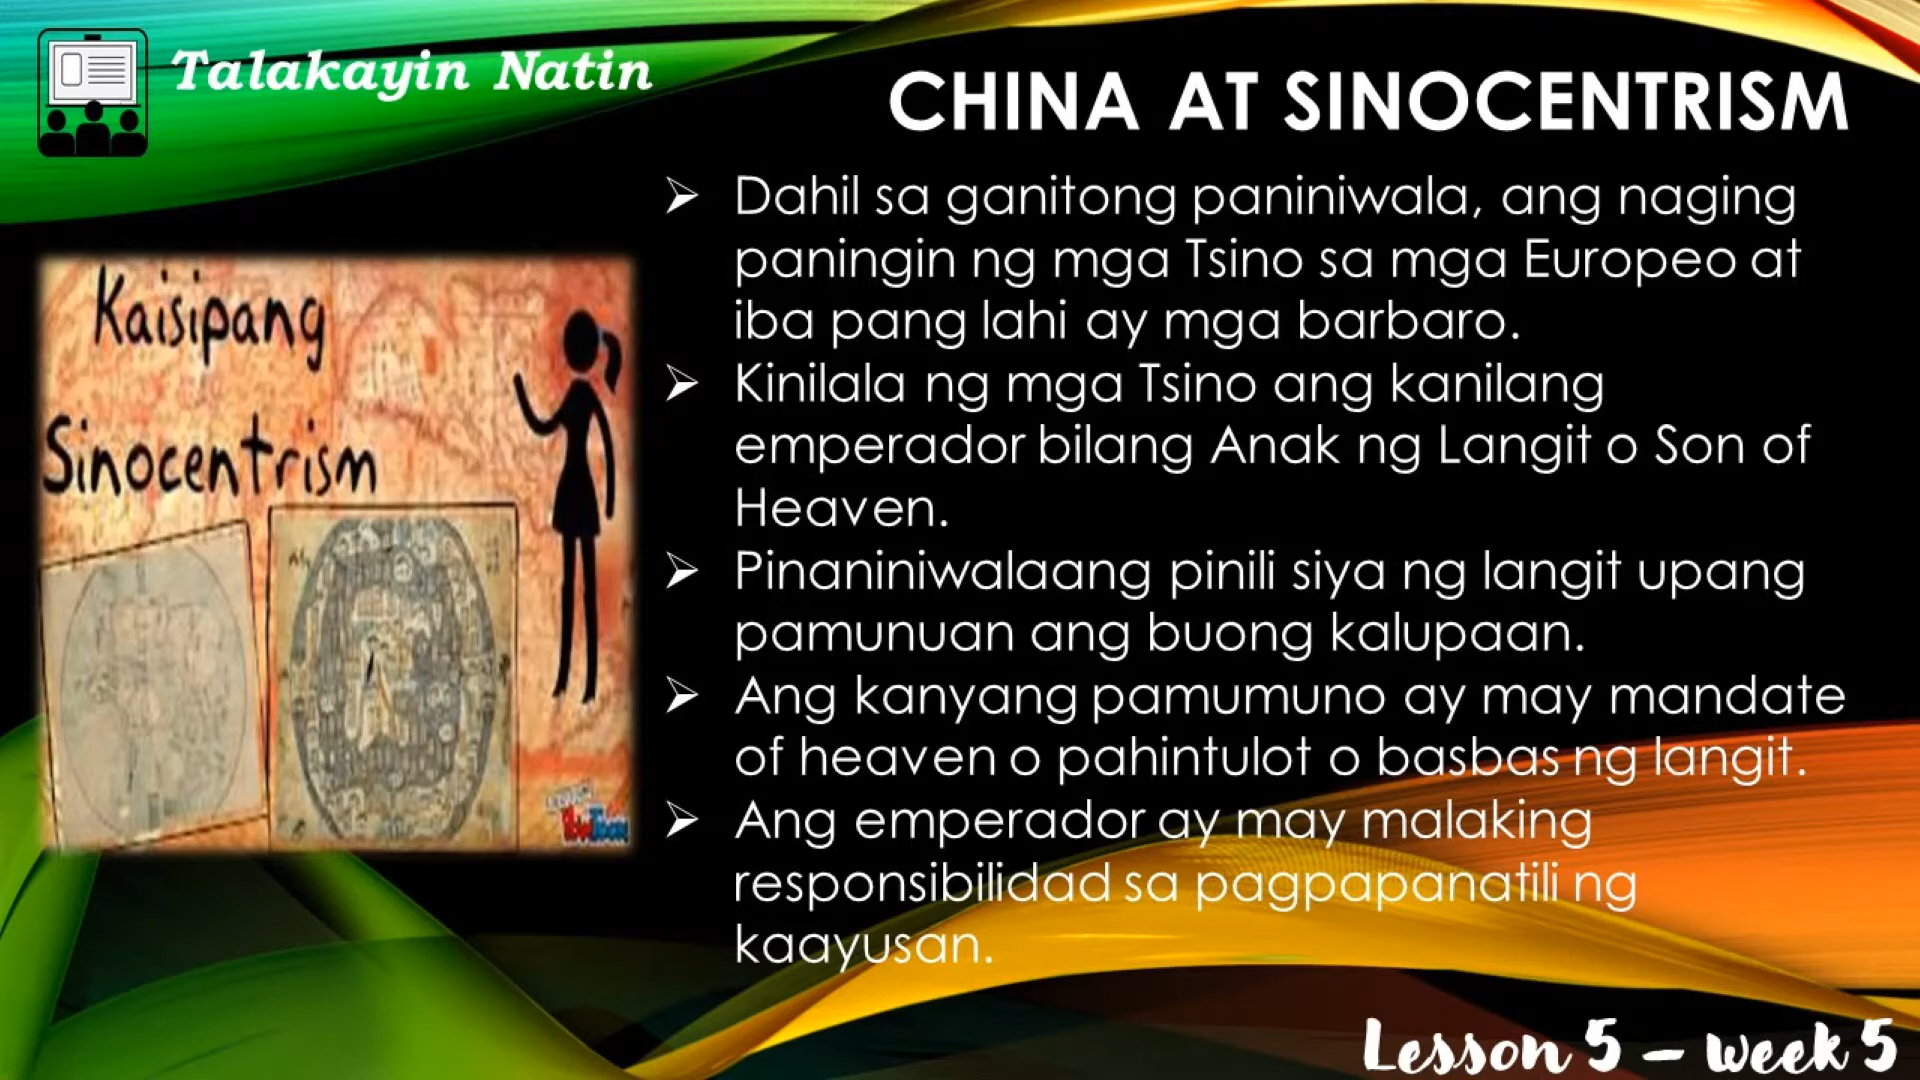 Talakayin Natin
CHINA AT SINOCENTRISM
Kaisipang
Sinocentrism
➢ Dahil sa ganitong paniniwala, ang naging
paningin ng mga Tsino sa mga Europeo at
iba pang lahi ay mga barbaro.
➢ Kinilala ng mga Tsino ang kanilang
emperador bilang Anak ng Langit o Son of
Heaven.
➢ Pinaniniwalaang pinili siya ng langit upang
pamunuan ang buong kalupaan.
➢ Ang kanyang pamumuno ay may mandate
of heaven o pahintulot o basbas ng langit.
➢ Ang emperador ay may malaking
responsibilidad sa pagpapanatili ng
kaayusan.
Lesson 5 – week 5